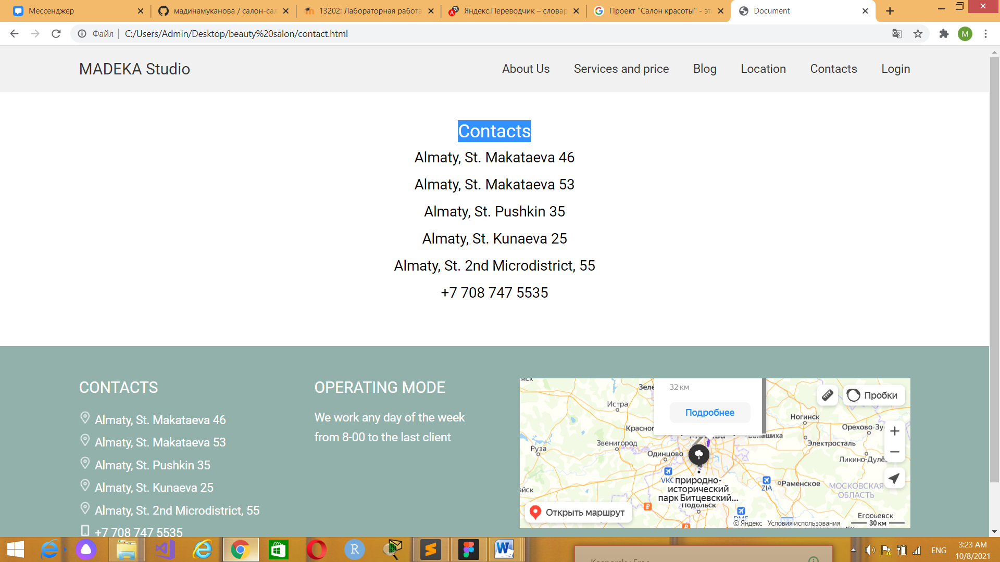 Мессенджер
мадинамуканова / салон-сал
13202: Лабораторная работа
Яндекс.Переводчик – словар
Проект "Салон красоты" - эт
Document
Файл
C:/Users/Admin/Desktop/beauty%20salon/contact.html
M
MADEKA Studio
About Us
Services and price
Blog
Location
Contacts
Login
Contacts
Almaty, St. Makataeva 46
Almaty, St. Makataeva 53
Almaty, St. Pushkin 35
Almaty, St. Kunaeva 25
Almaty, St. 2nd Microdistrict, 55
+7 708 747 5535
CONTACTS
Almaty, St. Makataeva 46
Almaty, St. Makataeva 53
Almaty, St. Pushkin 35
Almaty, St. Kunaeva 25
Almaty, St. 2nd Microdistrict, 55
+7 708 747 5535
OPERATING MODE
We work any day of the week
from 8-00 to the last client
Зеле
32 км
Подробнее
Пробки
Истра
Ногинск
Красног
Орехово-Зу
Звенигород
Электросталь
Руза
Одинцово
Ликино-Дулё
VKO
природно-
исторический
парк Битцевский...
ZIA
Раменское
МОСКОВСКАЯ
ОБЛАСТЬ
айск
Подольск
Открыть маршрут
DME
Егорьевск
© Яндекс
Условия использования
30 км
ENG
3:23 AM
10/8/2021
Kaspersky Free